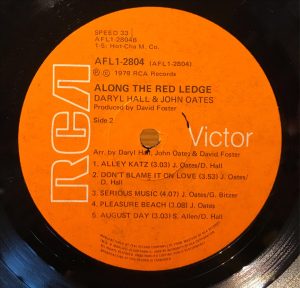 SPEED 33
AFL1-2804B
1-S: Hot-Cha M. Co.
AFL1-2804 (AFL1-2804)
℗ © 1978 RCA Records
ALONG THE RED LEDGE
DARYL HALL & JOHN OATES
Produced by David Foster
Side 2
RCA Victor
Arr. by Daryl Hall, John Oates & David Foster
1. ALLEY KATZ (3.03) J. Oates/D. Hall
2. DON'T BLAME IT ON LOVE (3.53) J. Oates/
D. Hall
3. SERIOUS MUSIC (4.07) J. Oates/G. Bitzer
4. PLEASURE BEACH (3.08) J. Oates
5. AUGUST DAY (3.03) S. Allen/D. Hall